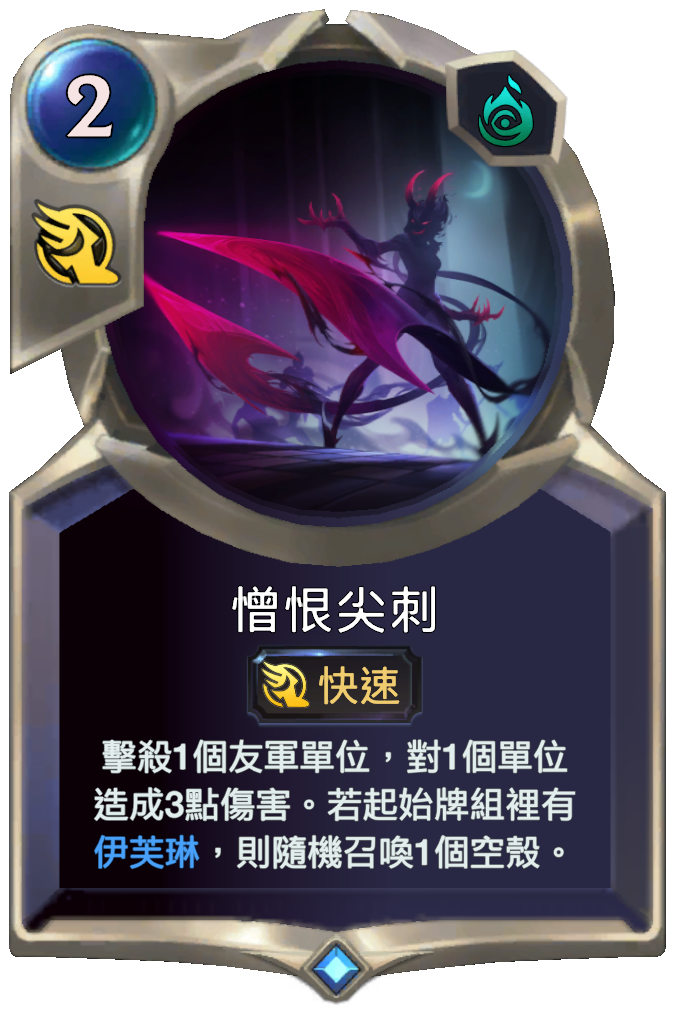 2
憎恨尖刺
快速
擊殺1個友軍單位，對1個單位
造成3點傷害。若起始牌組裡有
伊芙琳，則隨機召喚1個空殼。